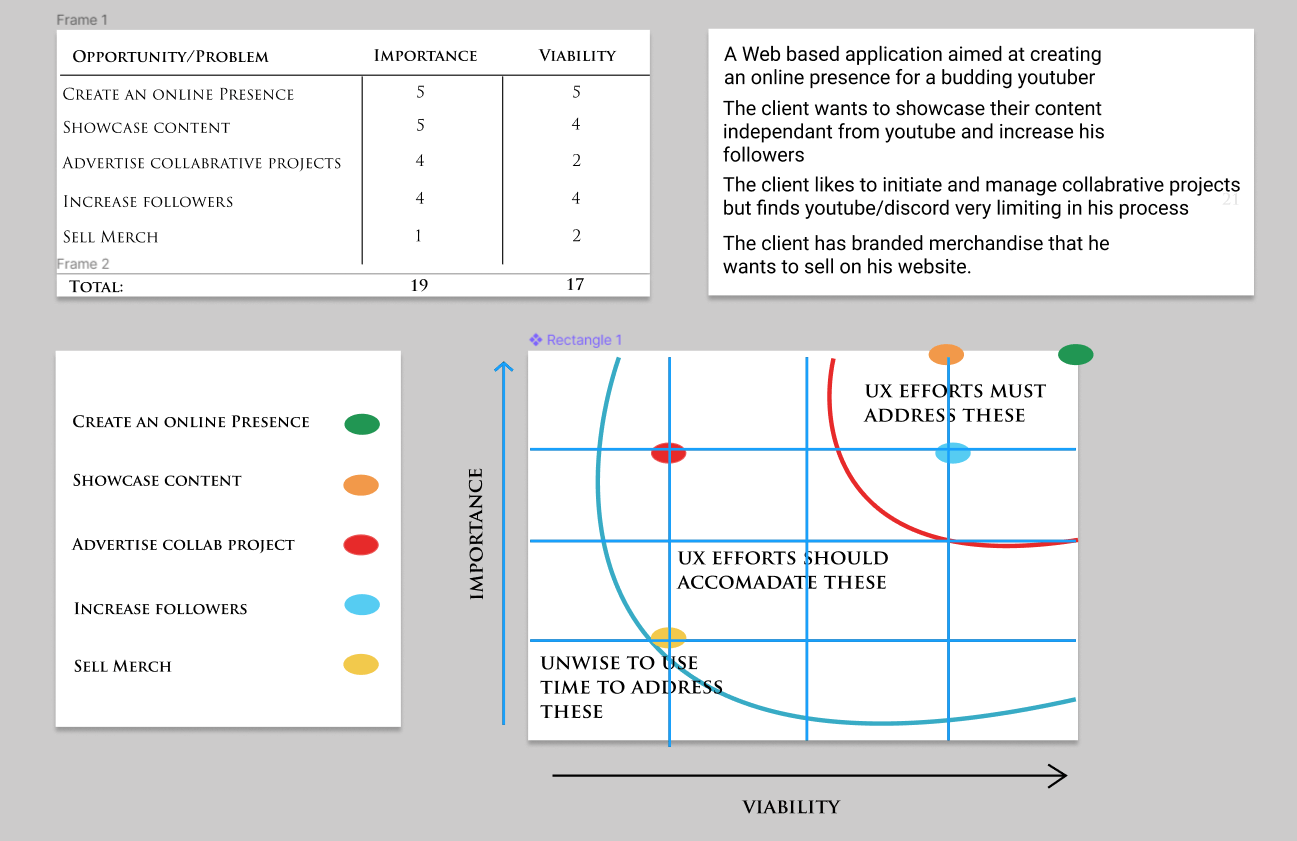 Frame 1
Opportunity/Problem Importance Viability
Create an online Presence 5 5
Showcase content 5 4
Advertise collabrative projects 4 2
Increase followers 4 4
Sell Merch 1 2
Frame 2
Total: 19 17
A Web based application aimed at creating
an online presence for a budding youtuber
The client wants to showcase their content
independant from youtube and increase his
followers
The client likes to initiate and manage collabrative projects
but finds youtube/discord very limiting in his process
21
The client has branded merchandise that he
wants to sell on his website.
Create an online Presence
Showcase content
Advertise collab project
Increase followers
Sell Merch
Rectangle 1
IMPORTANCE
UX EFFORTS MUST
ADDRESS THESE
UX EFFORTS SHOULD
ACCOMADATE THESE
UNWISE TO USE
TIME TO ADDRESS
THESE
VIABILITY